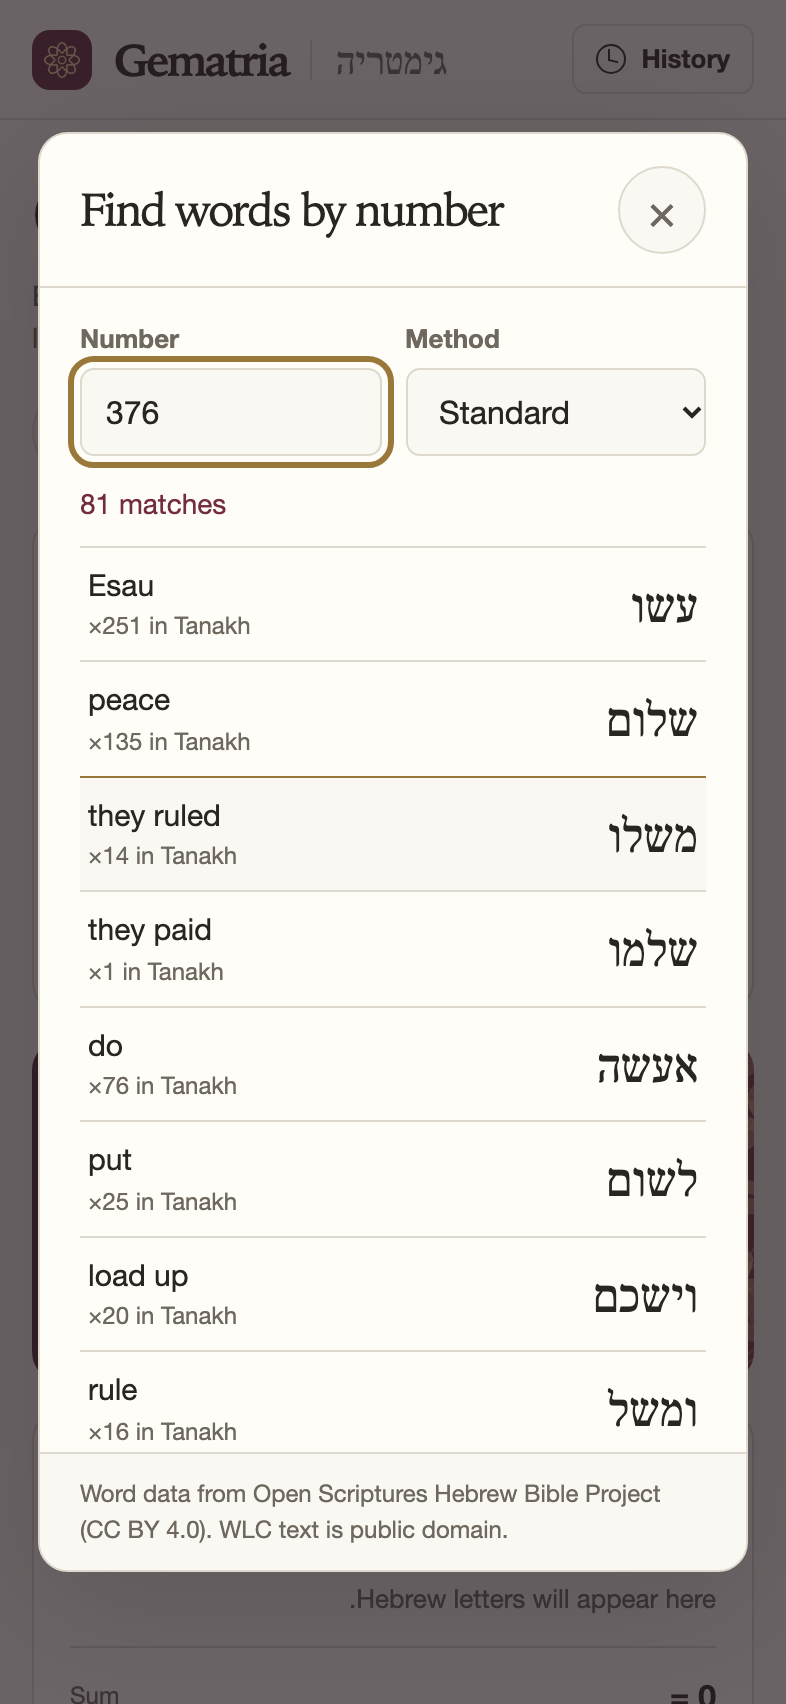 Gematria גימטריה History
Find words by number
×
Number Method
376 Standard
81 matches
Esau עשו
×251 in Tanakh
peace שלום
×135 in Tanakh
they ruled משלו
×14 in Tanakh
they paid שלמו
×1 in Tanakh
do אעשה
×76 in Tanakh
put לשום
×25 in Tanakh
load up וישכם
×20 in Tanakh
rule ומשל
×16 in Tanakh
Word data from Open Scriptures Hebrew Bible Project
(CC BY 4.0). WLC text is public domain.
.Hebrew letters will appear here
Sum = 0